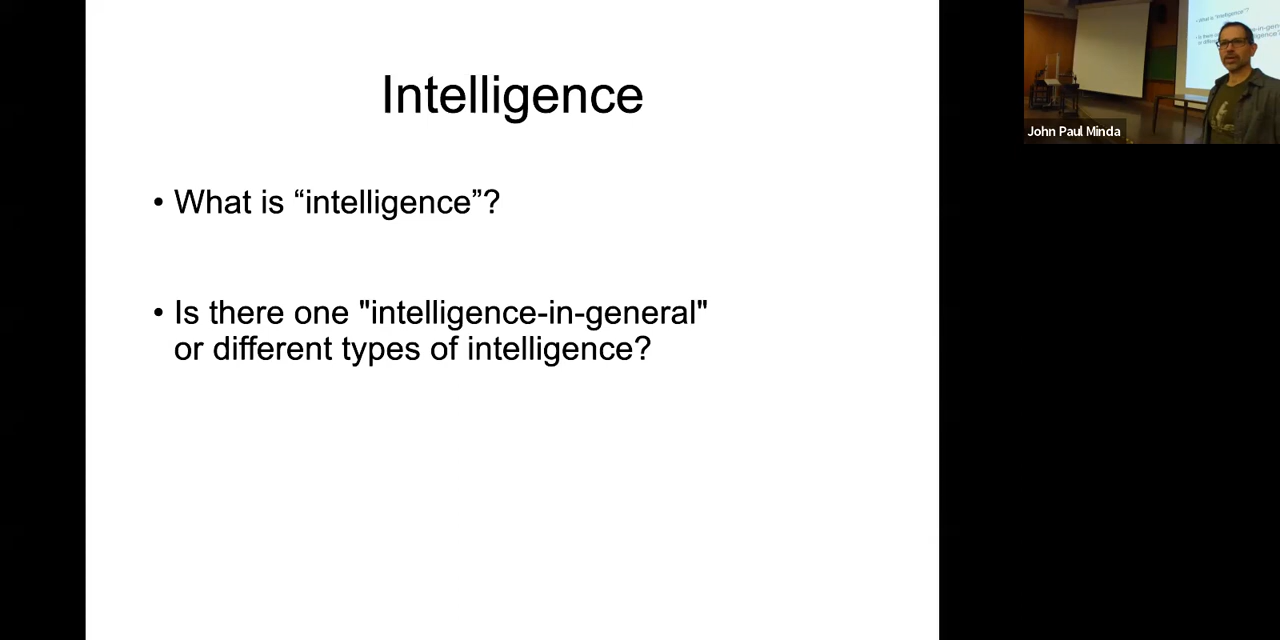 Intelligence
• What is “intelligence”?
• Is there one "intelligence-in-general"
or different types of intelligence?
John Paul Minda